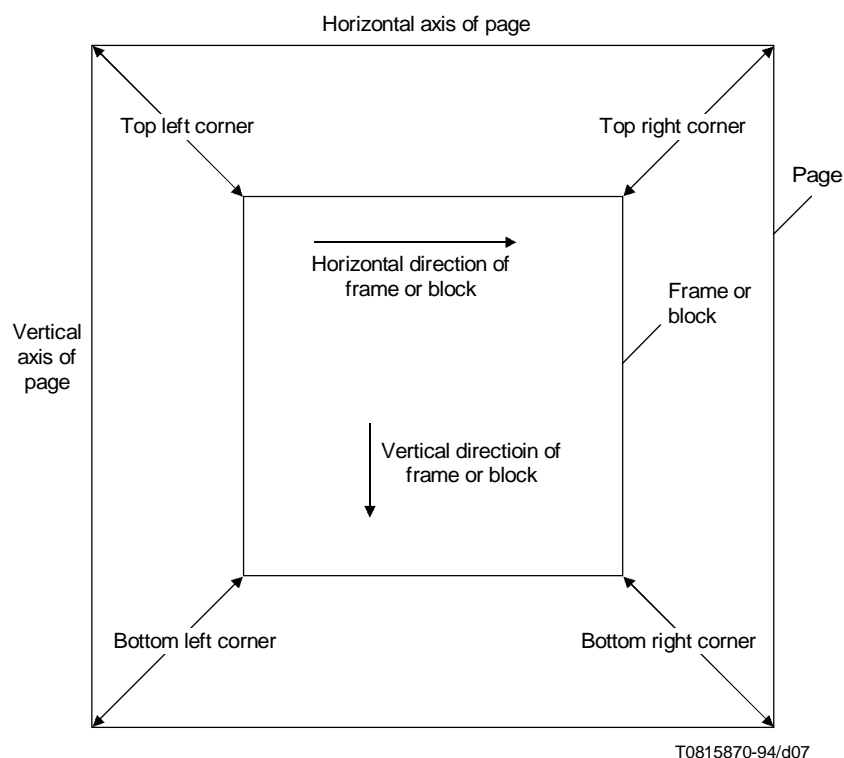 Horizontal axis of page
Top left corner
Top right corner
Page
Horizontal direction of
frame or block
Frame or
block
Vertical
axis of
page
Vertical directioin of
frame or block
Bottom left corner
Bottom right corner
T0815870-94/d07